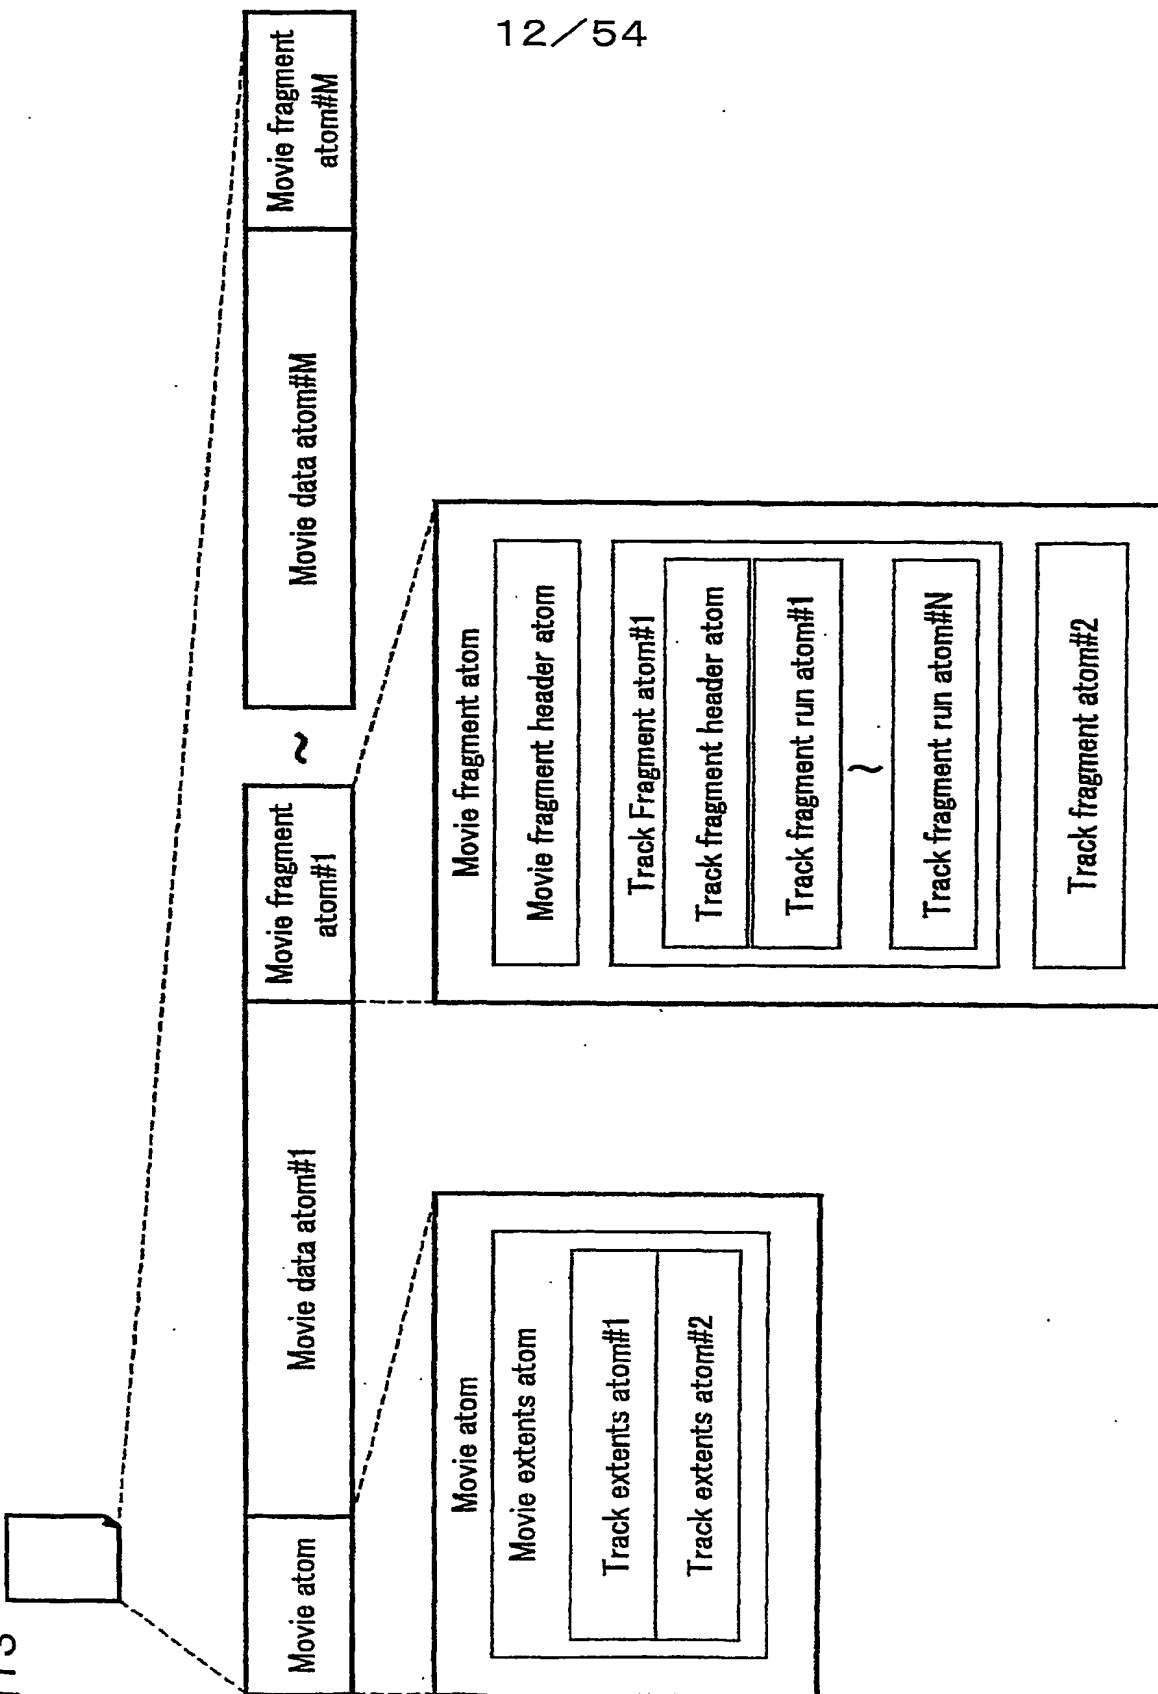 12/54
Movie atom
Movie data atom#1
Movie fragment
atom#1
~
Movie data atom#M
Movie fragment
atom#M
Movie atom
Movie extents atom
Track extents atom#1
Track extents atom#2
Movie fragment atom
Movie fragment header atom
Track Fragment atom#1
Track fragment header atom
Track fragment run atom#1
~
Track fragment run atom#N
Track fragment atom#2